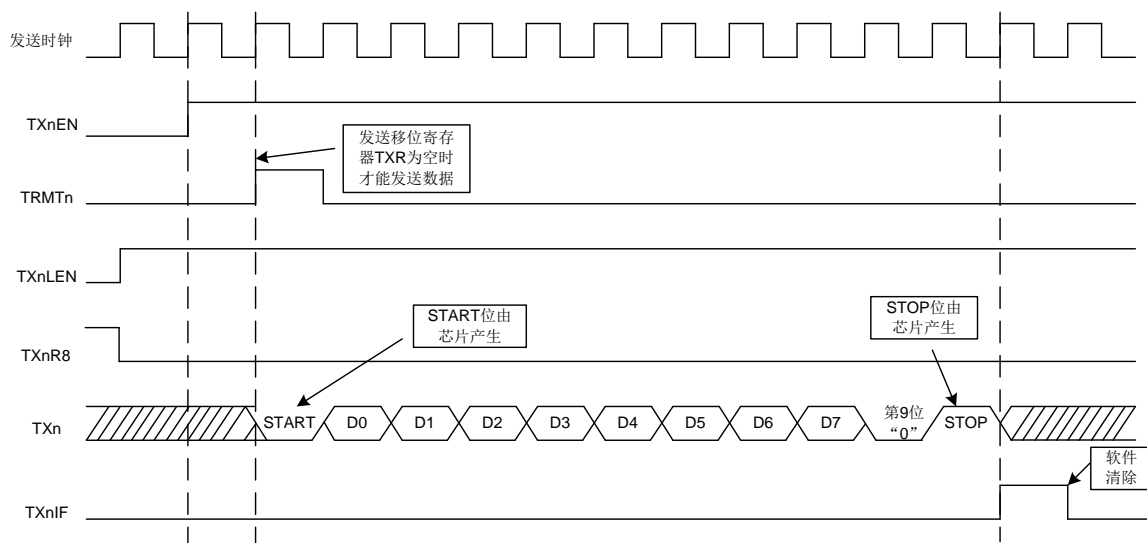 发送时钟
TXnEN
发送移位寄存
器TXR为空时
才能发送数据
TRMTn
TXnLEN
START位由
芯片产生
STOP位由
芯片产生
TXnR8
TXn
START
D0
D1
D2
D3
D4
D5
D6
D7
第9位
“0”
STOP
软件
清除
TXnIF